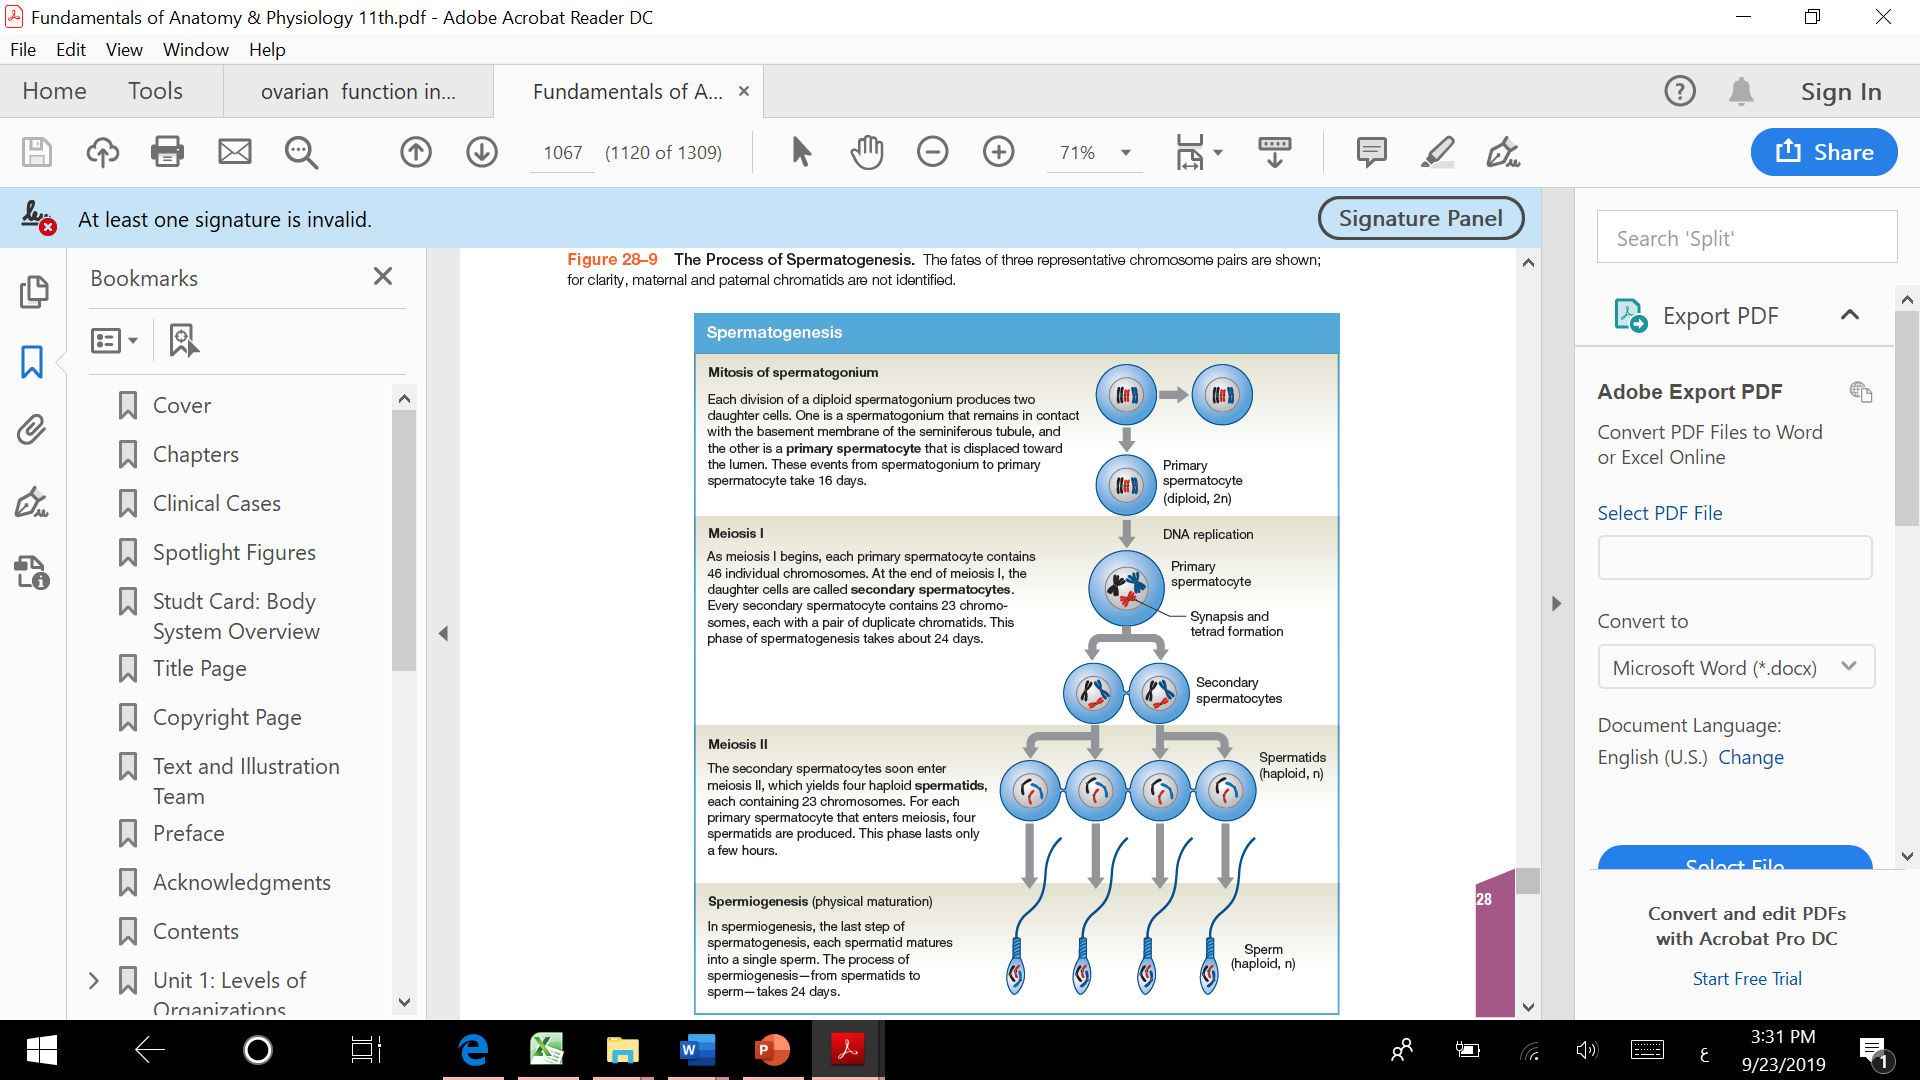 Fundamentals of Anatomy & Physiology 11th.pdf - Adobe Acrobat Reader DC
File Edit View Window Help
Home Tools ovarian function in... Fundamentals of A... × Sign In
1067 (1120 of 1309) 71% Share
At least one signature is invalid. Signature Panel
Bookmarks
Cover
Chapters
Clinical Cases
Spotlight Figures
Studt Card: Body
System Overview
Title Page
Copyright Page
Text and Illustration
Team
Preface
Acknowledgments
Contents
Unit 1: Levels of
Organizations
Figure 28–9 The Process of Spermatogenesis. The fates of three representative chromosome pairs are shown;
for clarity, maternal and paternal chromatids are not identified.
Spermatogenesis
Mitosis of spermatogonium
Each division of a diploid spermatogonium produces two
daughter cells. One is a spermatogonium that remains in contact
with the basement membrane of the seminiferous tubule, and
the other is a primary spermatocyte that is displaced toward
the lumen. These events from spermatogonium to primary
spermatocyte take 16 days.
Primary
spermatocyte
(diploid, 2n)
Meiosis I
As meiosis I begins, each primary spermatocyte contains
46 individual chromosomes. At the end of meiosis I, the
daughter cells are called secondary spermatocytes.
Every secondary spermatocyte contains 23 chromo-
somes, each with a pair of duplicate chromatids. This
phase of spermatogenesis takes about 24 days.
DNA replication
Primary
spermatocyte
Synapsis and
tetrad formation
Secondary
spermatocytes
Meiosis II
The secondary spermatocytes soon enter
meiosis II, which yields four haploid spermatids,
each containing 23 chromosomes. For each
primary spermatocyte that enters meiosis, four
spermatids are produced. This phase lasts only
a few hours.
Spermatids
(haploid, n)
Spermiogenesis (physical maturation)
In spermiogenesis, the last step of
spermatogenesis, each spermatid matures
into a single sperm. The process of
spermiogenesis—from spermatids to
sperm—takes 24 days.
Sperm
(haploid, n)
28
Search 'Split'
Export PDF
Adobe Export PDF
Convert PDF Files to Word
or Excel Online
Select PDF File
Convert to
Microsoft Word (*.docx)
Document Language:
English (U.S.) Change
Select File
Convert and edit PDFs
with Acrobat Pro DC
Start Free Trial
ع
3:31 PM
9/23/2019
1